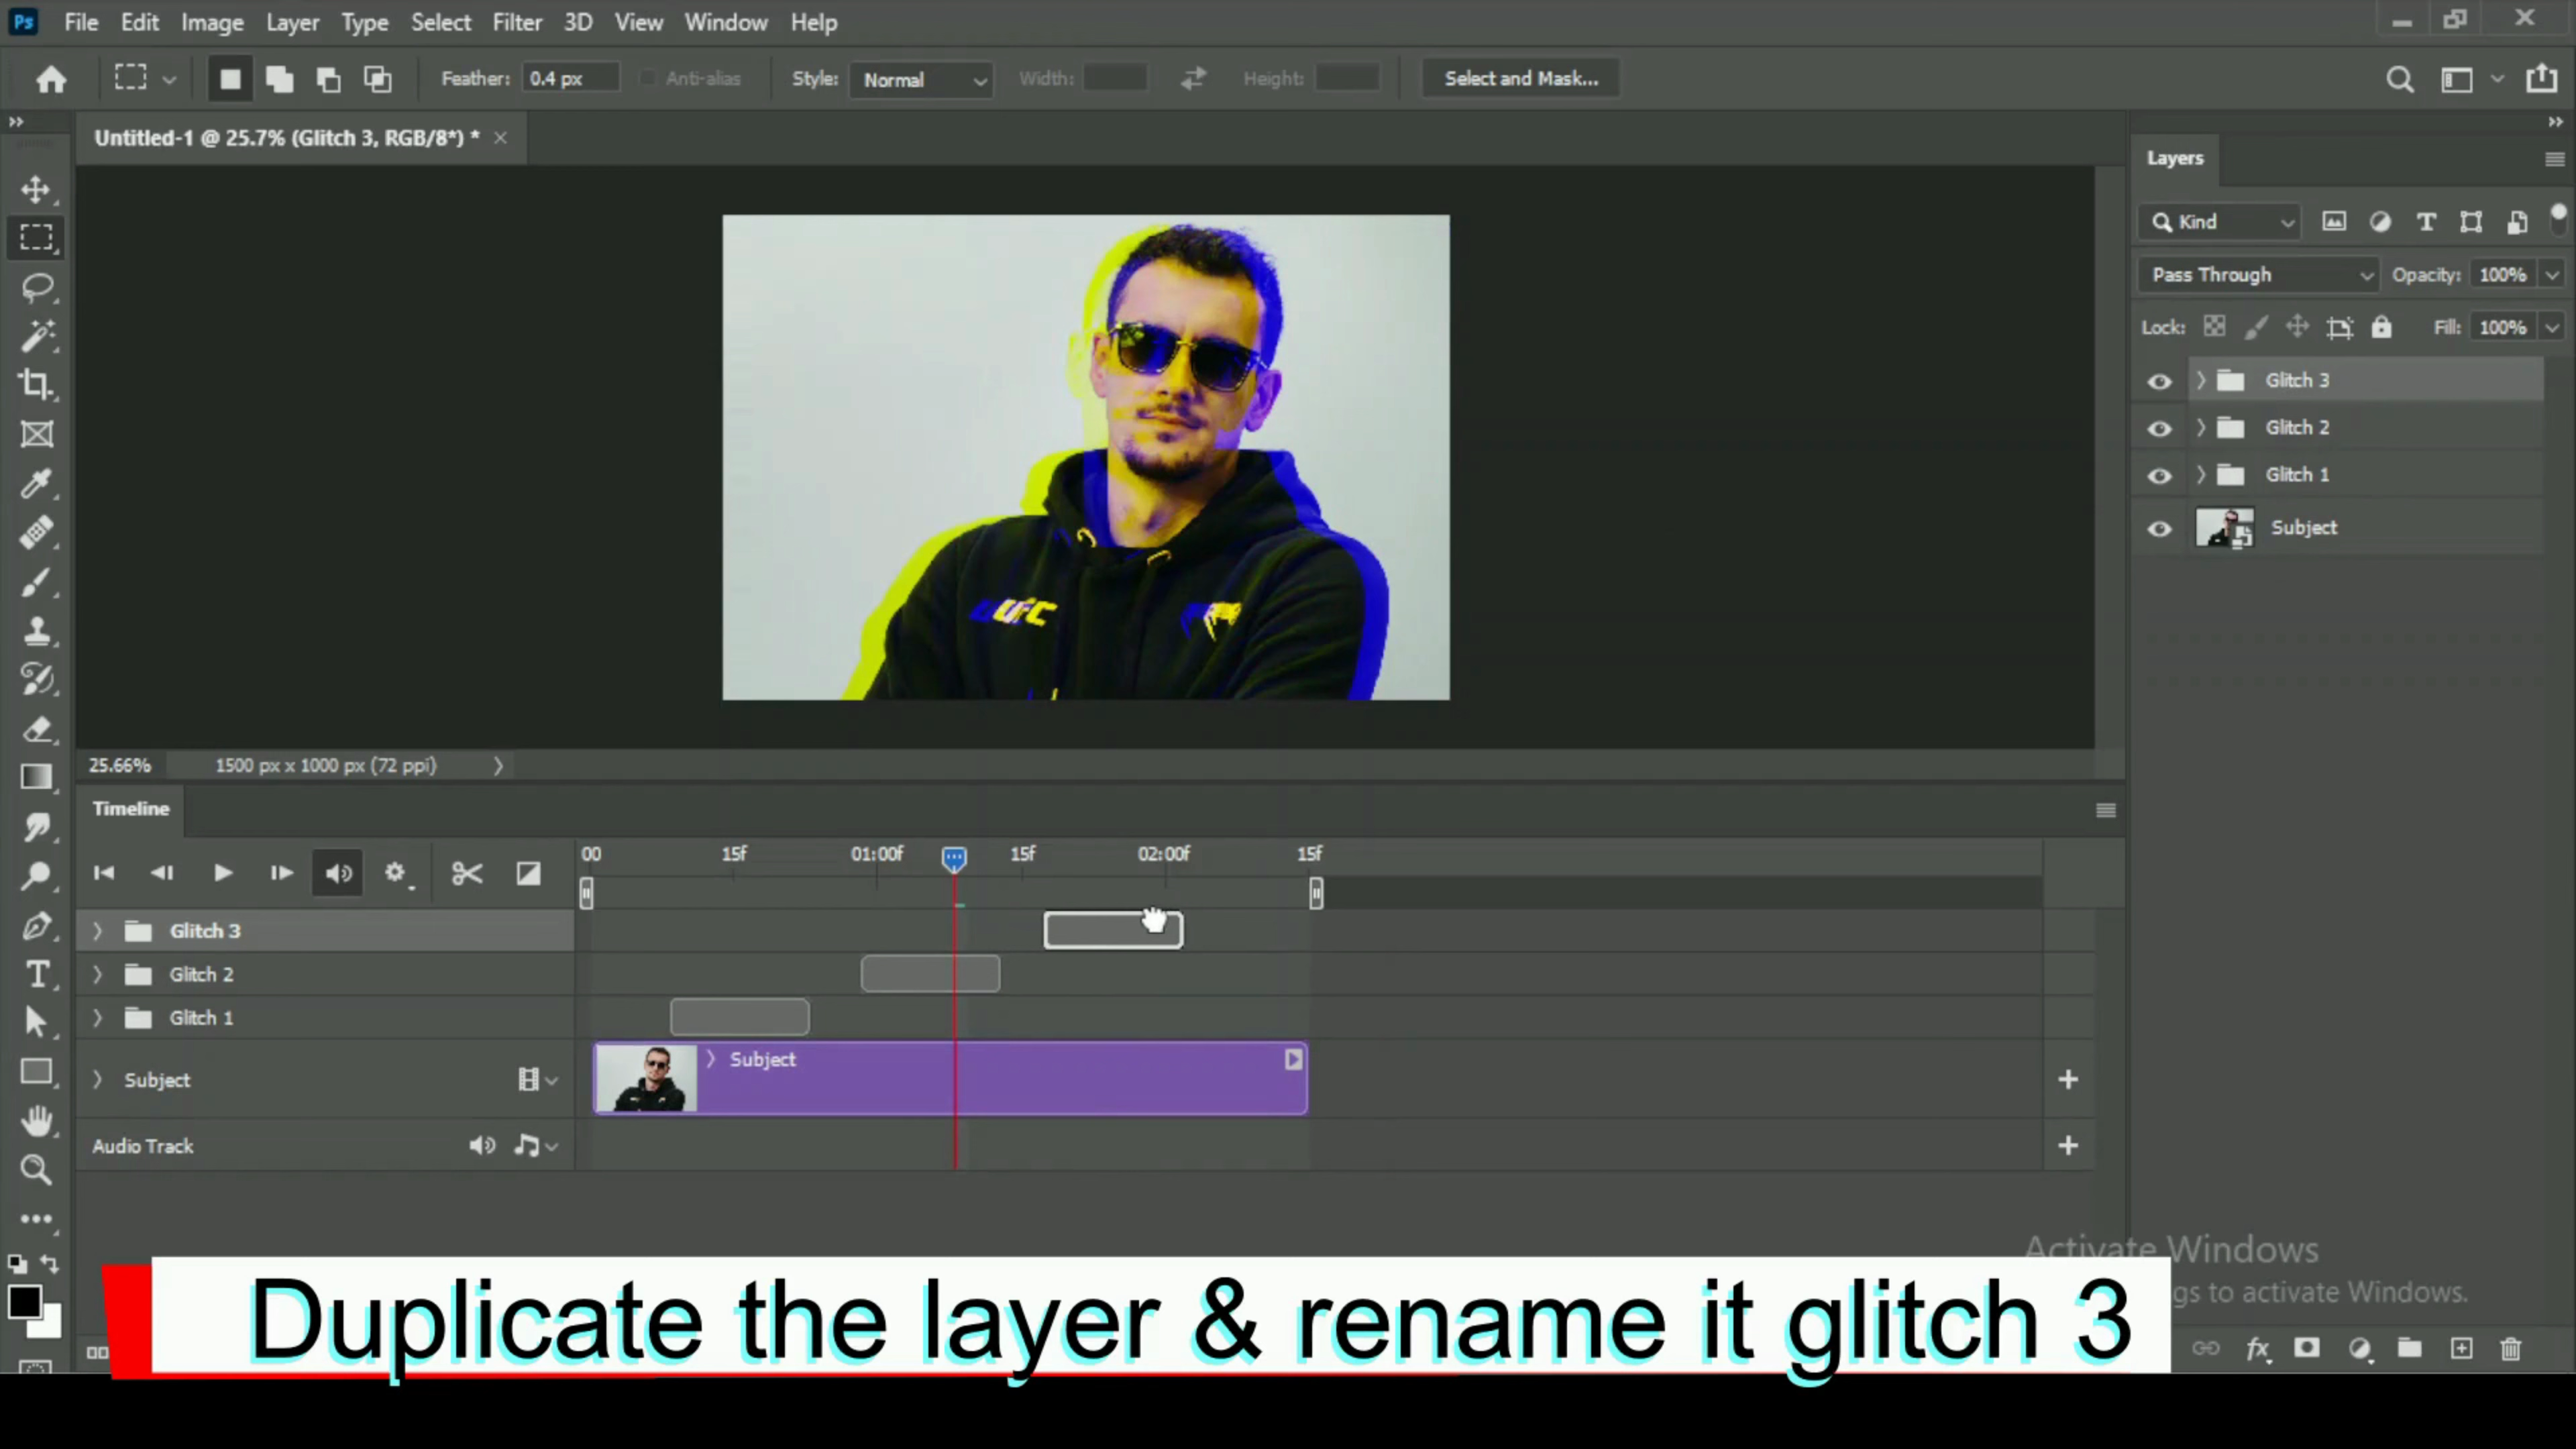 Ps File Edit Image Layer Type Select Filter 3D View Window Help
Feather: 0.4 px Anti-alias Style: Normal Width: Height: Select and Mask...
Untitled-1 @ 25.7% (Glitch 3, RGB/8*) *
Layers
Kind
Pass Through Opacity: 100%
Lock: Fill: 100%
Glitch 3
Glitch 2
Glitch 1
Subject
UFC
25.66% 1500 px x 1000 px (72 ppi)
Timeline
00 15f 01:00f 15f 02:00f 15f
Glitch 3
Glitch 2
Glitch 1
Subject
Subject
Audio Track
Activate Windows
gs to activate Windows.
Duplicate the layer & rename it glitch 3